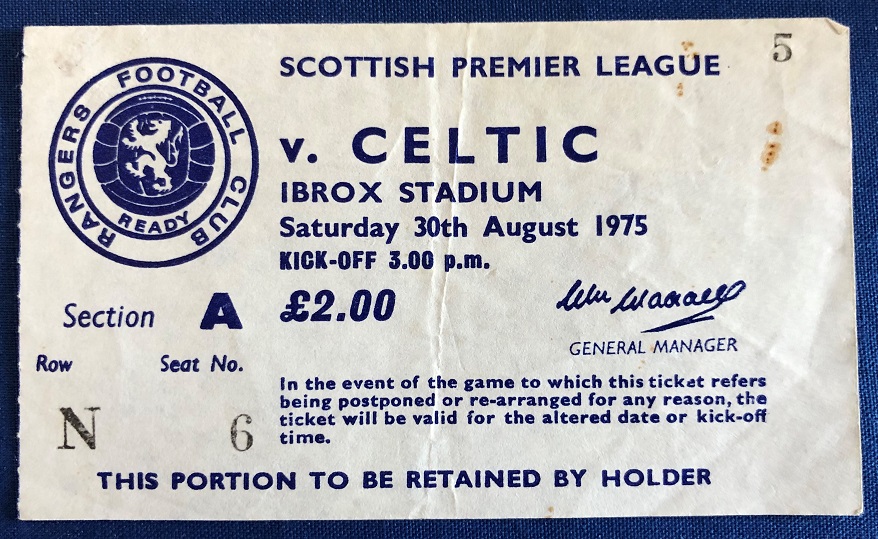 5
RANGERS FOOTBALL CLUB
READY
SCOTTISH PREMIER LEAGUE
v. CELTIC
IBROX STADIUM
Saturday 30th August 1975
KICK-OFF 3.00 p.m.
Section A £2.00
GENERAL MANAGER
Row Seat No.
N 6
In the event of the game to which this ticket refers
being postponed or re-arranged for any reason, the
ticket will be valid for the altered date or kick-off
time.
THIS PORTION TO BE RETAINED BY HOLDER